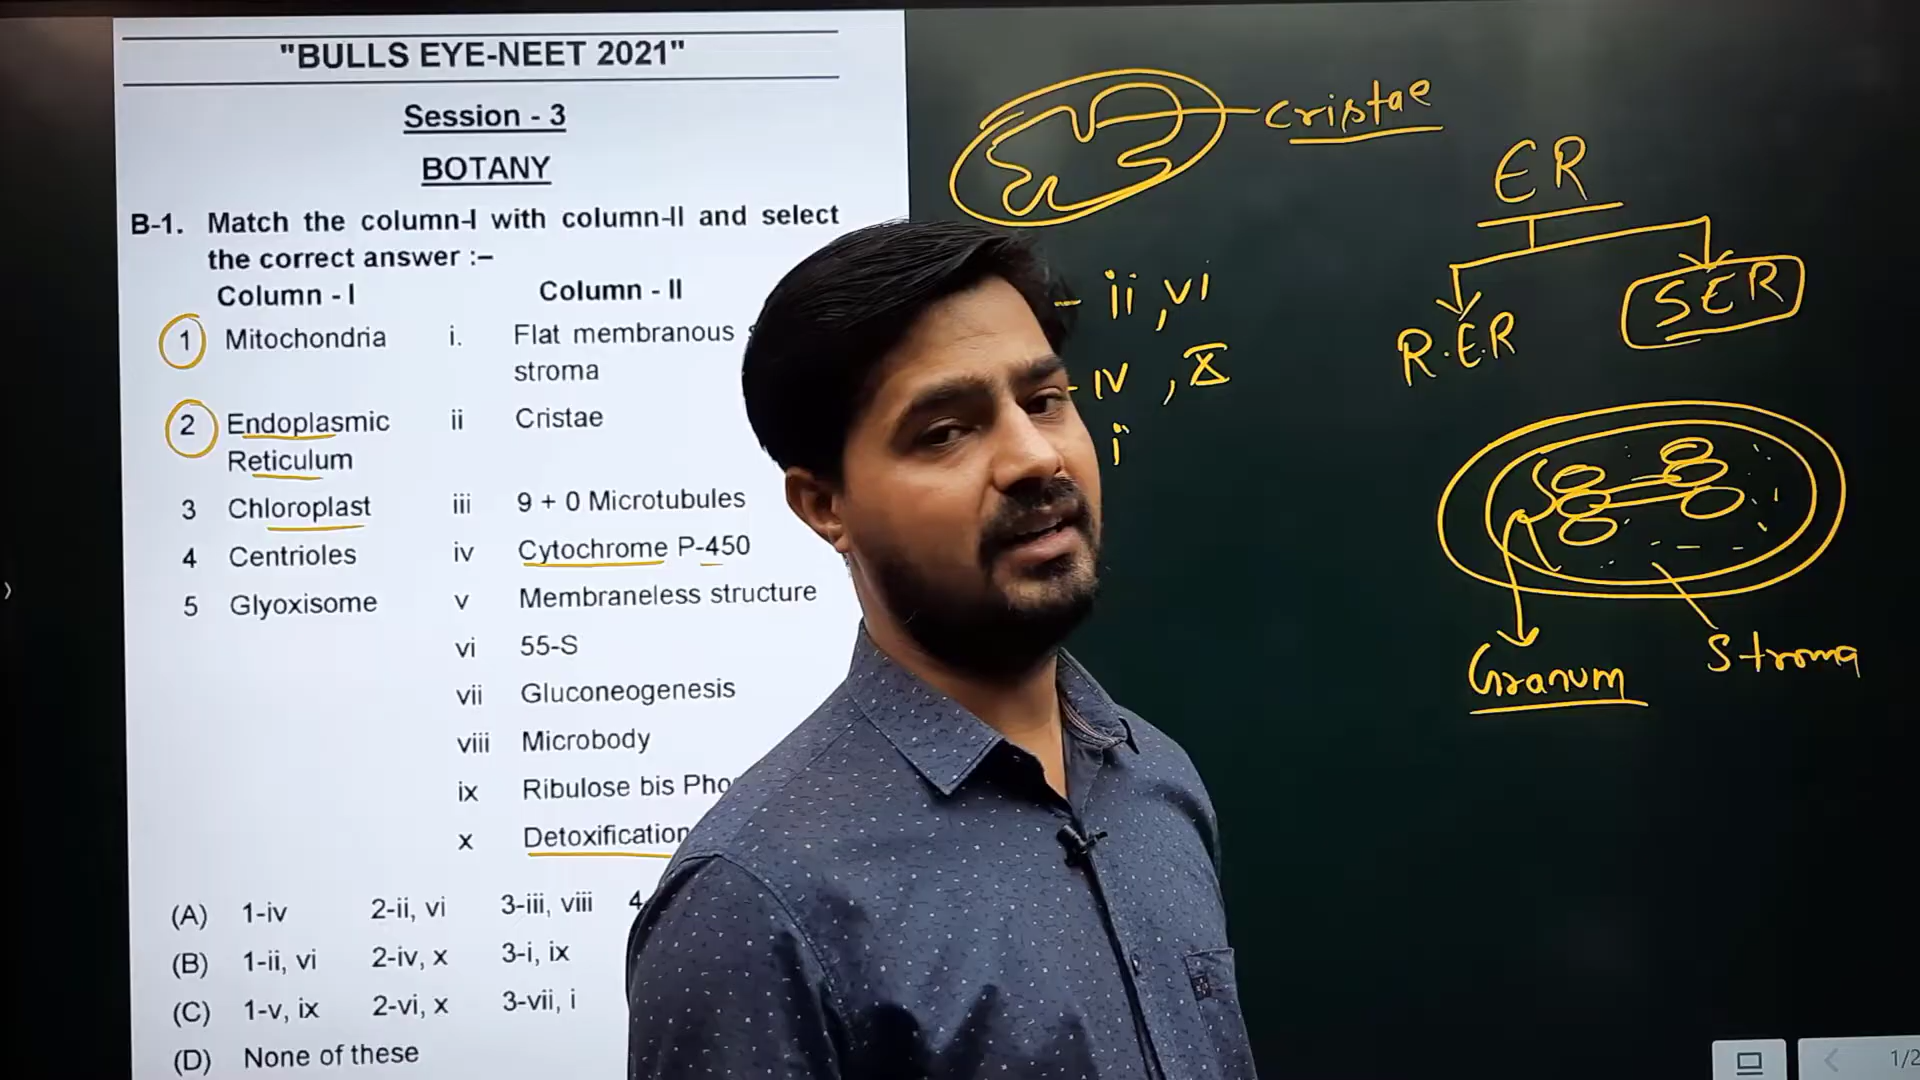 "BULLS EYE-NEET 2021"
Session - 3
BOTANY
B-1. Match the column-I with column-II and select
the correct answer :–
Column - I Column - II
1 Mitochondria i. Flat membranous
stroma
2 Endoplasmic ii Cristae
Reticulum
3 Chloroplast iii 9 + 0 Microtubules
4 Centrioles iv Cytochrome P-450
5 Glyoxisome v Membraneless structure
vi 55-S
vii Gluconeogenesis
viii Microbody
ix Ribulose bis Pho
x Detoxification
(A) 1-iv 2-ii, vi 3-iii, viii 4
(B) 1-ii, vi 2-iv, x 3-i, ix
(C) 1-v, ix 2-vi, x 3-vii, i
(D) None of these
Cristae
ER
R.E.R
SER
- ii, vi
- iv, x
i
Granum
Stroma
1/2